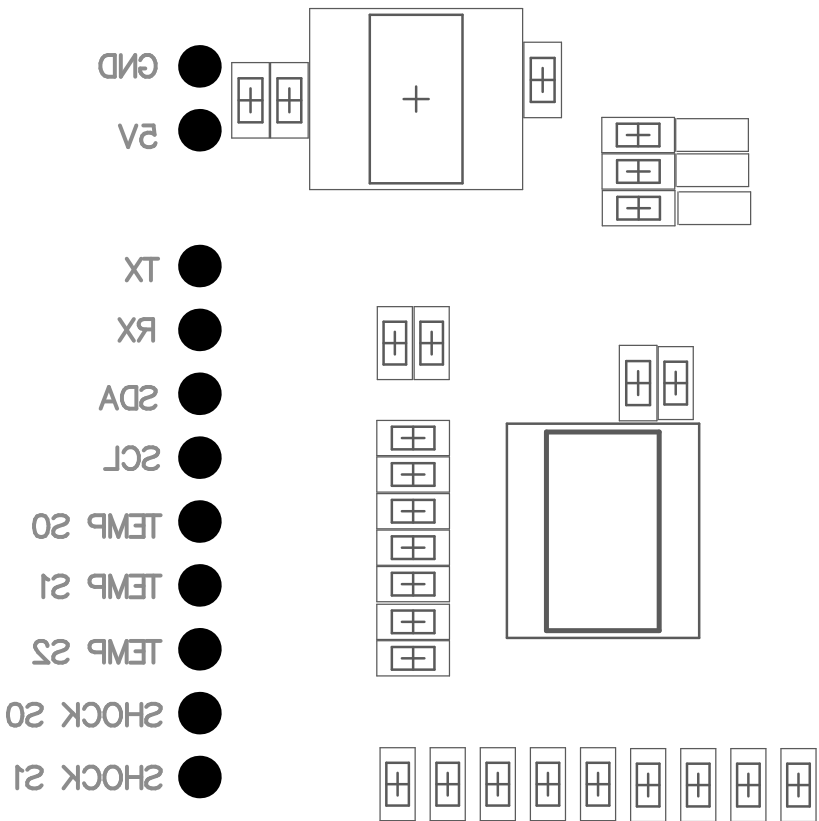 GND
5V
TX
RX
SDA
SCL
TEMP S0
TEMP S1
TEMP S2
SHOCK S0
SHOCK S1